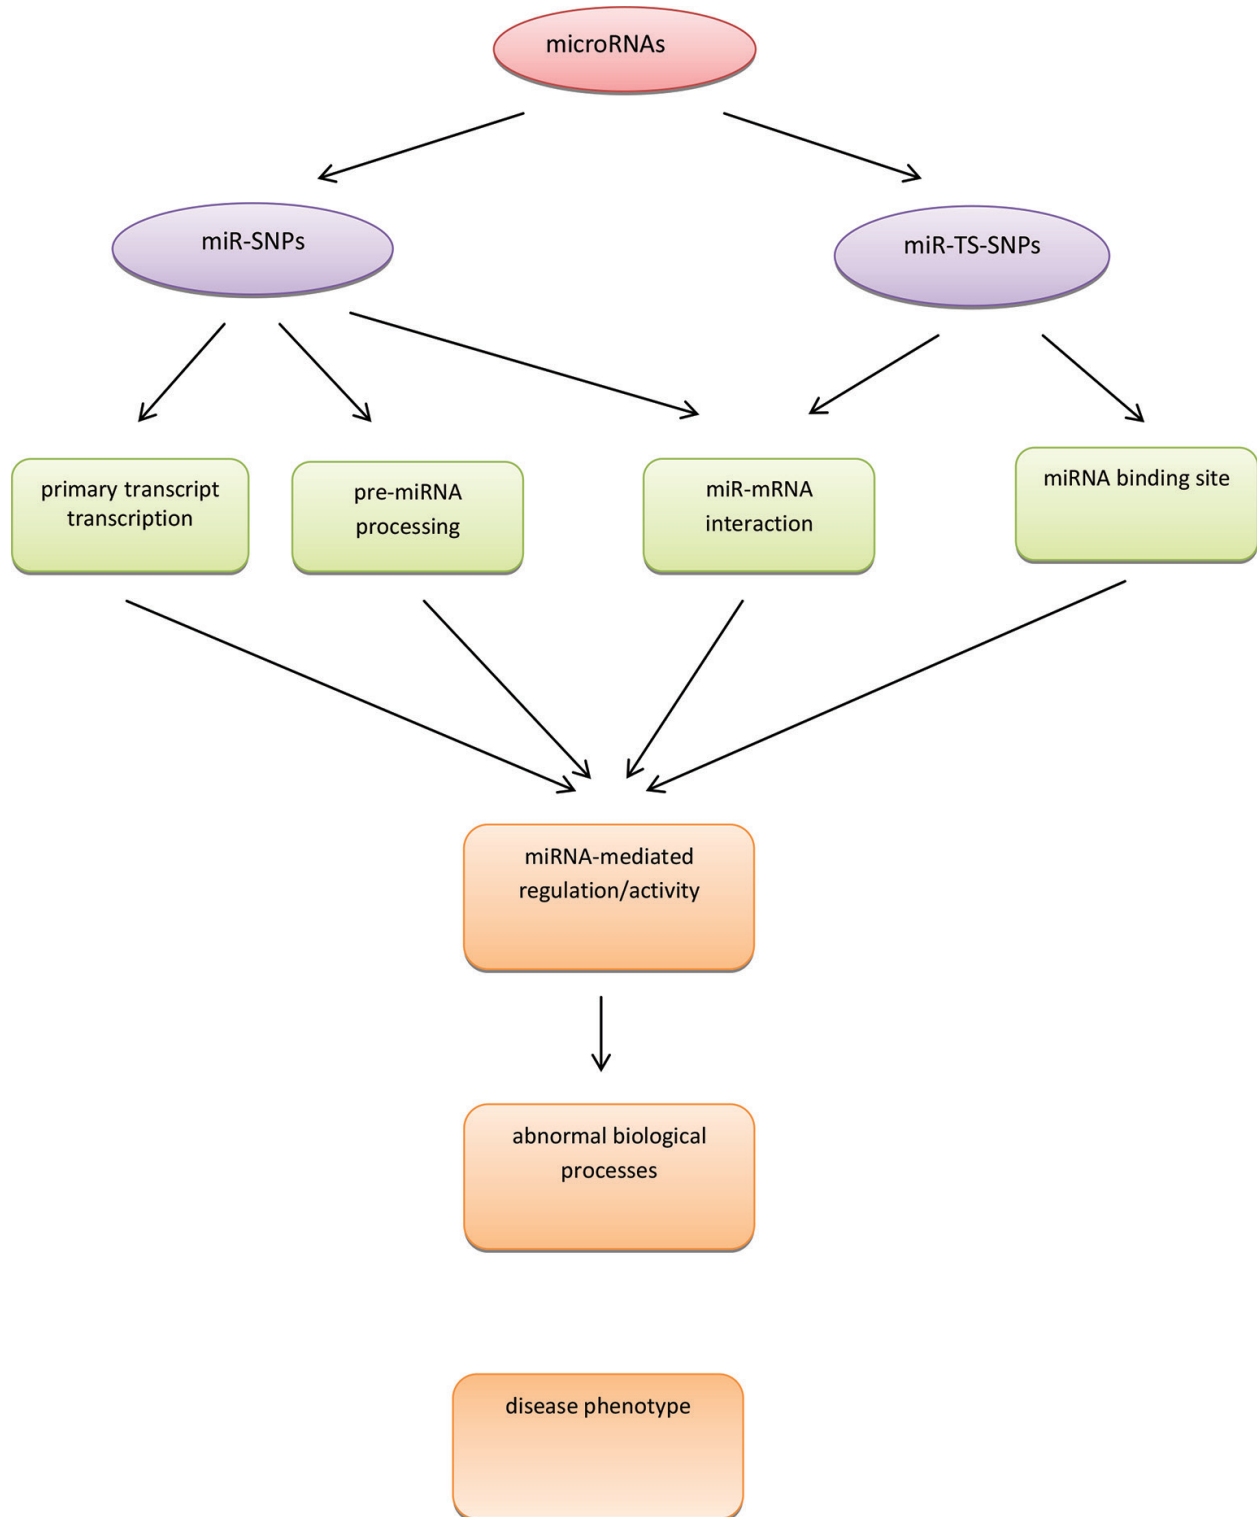 microRNAs
miR-SNPs
miR-TS-SNPs
primary transcript
transcription
pre-miRNA
processing
miR-mRNA
interaction
miRNA binding site
miRNA-mediated
regulation/activity
abnormal biological
processes
disease phenotype